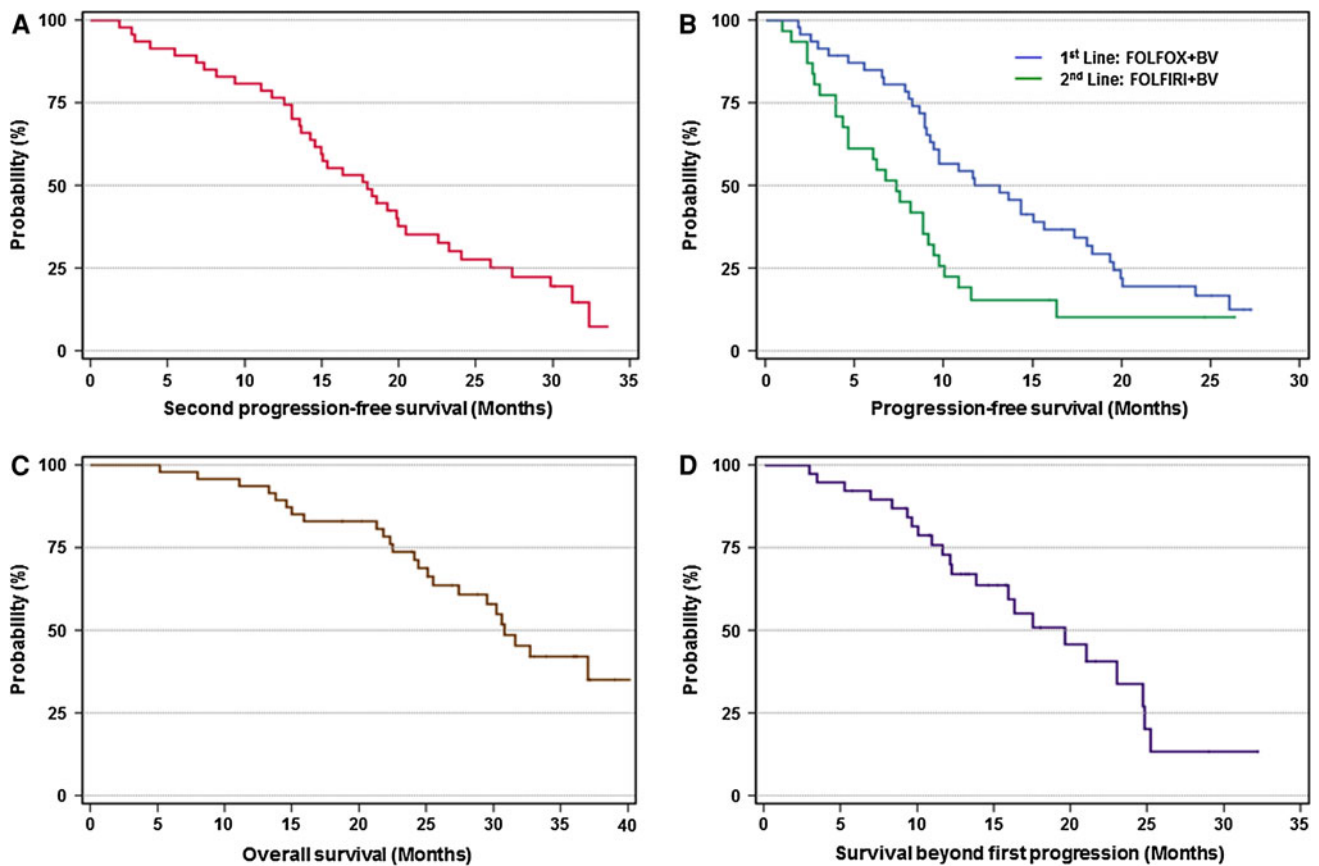 A
Probability (%)
100
75
50
25
0
0 5 10 15 20 25 30 35
Second progression-free survival (Months)
B
Probability (%)
100
75
50
25
0
1st Line: FOLFOX+BV
2nd Line: FOLFIRI+BV
0 5 10 15 20 25 30
Progression-free survival (Months)
C
Probability (%)
100
75
50
25
0
0 5 10 15 20 25 30 35 40
Overall survival (Months)
D
Probability (%)
100
75
50
25
0
0 5 10 15 20 25 30 35
Survival beyond first progression (Months)